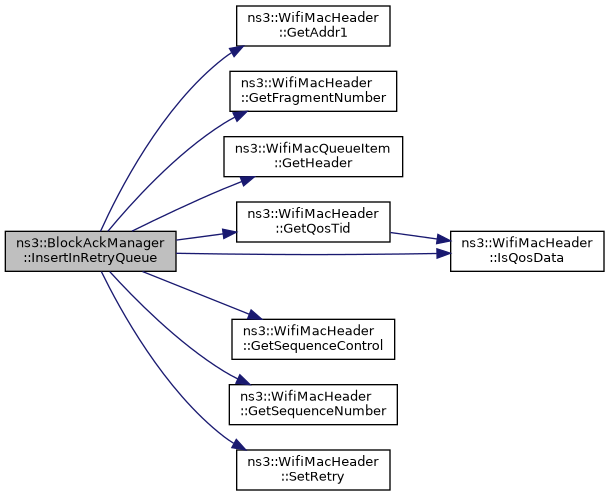 ns3::WifiMacHeader
::GetAddr1
ns3::WifiMacHeader
::GetFragmentNumber
ns3::WifiMacQueueItem
::GetHeader
ns3::WifiMacHeader
::GetQosTid
ns3::BlockAckManager
::InsertInRetryQueue
ns3::WifiMacHeader
::IsQosData
ns3::WifiMacHeader
::GetSequenceControl
ns3::WifiMacHeader
::GetSequenceNumber
ns3::WifiMacHeader
::SetRetry